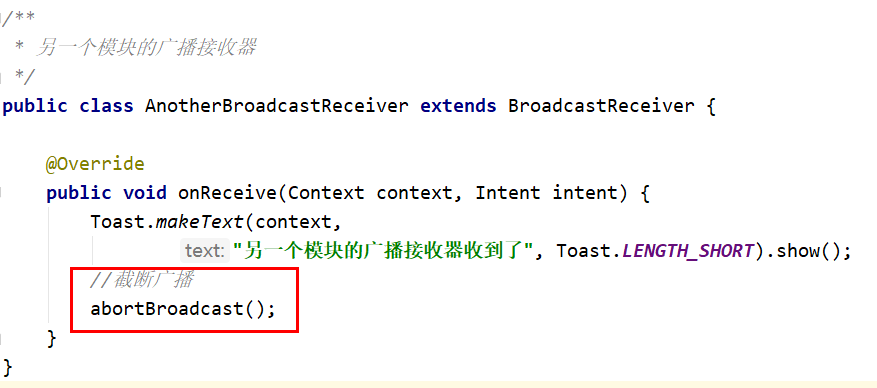 /**
 * 另一个模块的广播接收器
 */
public class AnotherBroadcastReceiver extends BroadcastReceiver {
@Override
public void onReceive(Context context, Intent intent) {
Toast.makeText(context,
text: "另一个模块的广播接收器收到了", Toast.LENGTH_SHORT).show();
//截断广播
abortBroadcast();
}
}